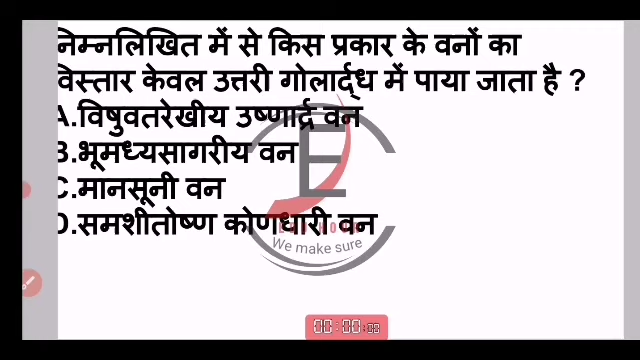 निम्नलिखित में से किस प्रकार के वनों का
विस्तार केवल उत्तरी गोलार्द्ध में पाया जाता है ?
A.विषुवतरेखीय उष्णार्द्र वन
B.भूमध्यसागरीय वन
C.मानसूनी वन
D.समशीतोष्ण कोणधारी वन
E
We make sure
00:00:03